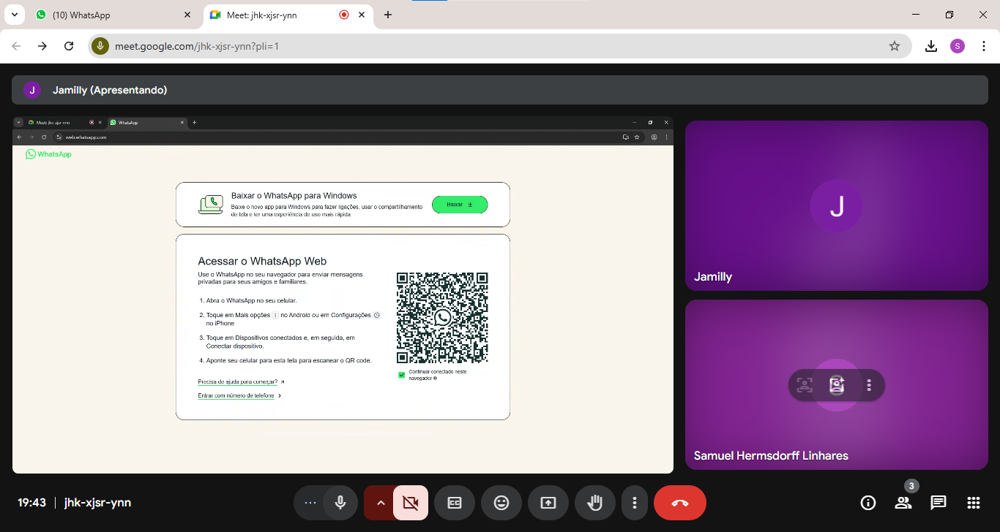 (10) WhatsApp
Meet: jhk-xjsr-ynn
meet.google.com/jhk-xjsr-ynn?pli=1
S
J
Jamilly (Apresentando)
Meet: jhk-xjsr-ynn
WhatsApp
web.whatsapp.com
WhatsApp
Baixar o WhatsApp para Windows
Baixe o novo app para Windows para fazer ligações, usar o compartilhamento
de tela e ter uma experiência de uso mais rápida.
Baixar
Acessar o WhatsApp Web
Use o WhatsApp no seu navegador para enviar mensagens
privadas para seus amigos e familiares.
1. Abra o WhatsApp no seu celular.
2. Toque em Mais opções no Android ou em Configurações
no iPhone
3. Toque em Dispositivos conectados e, em seguida, em
Conectar dispositivo.
4. Aponte seu celular para esta tela para escanear o QR code.
Continuar conectado neste
navegador
Precisa de ajuda para começar?
Entrar com número de telefone
J
Jamilly
Samuel Hermsdorff Linhares
19:43 | jhk-xjsr-ynn
CC
3